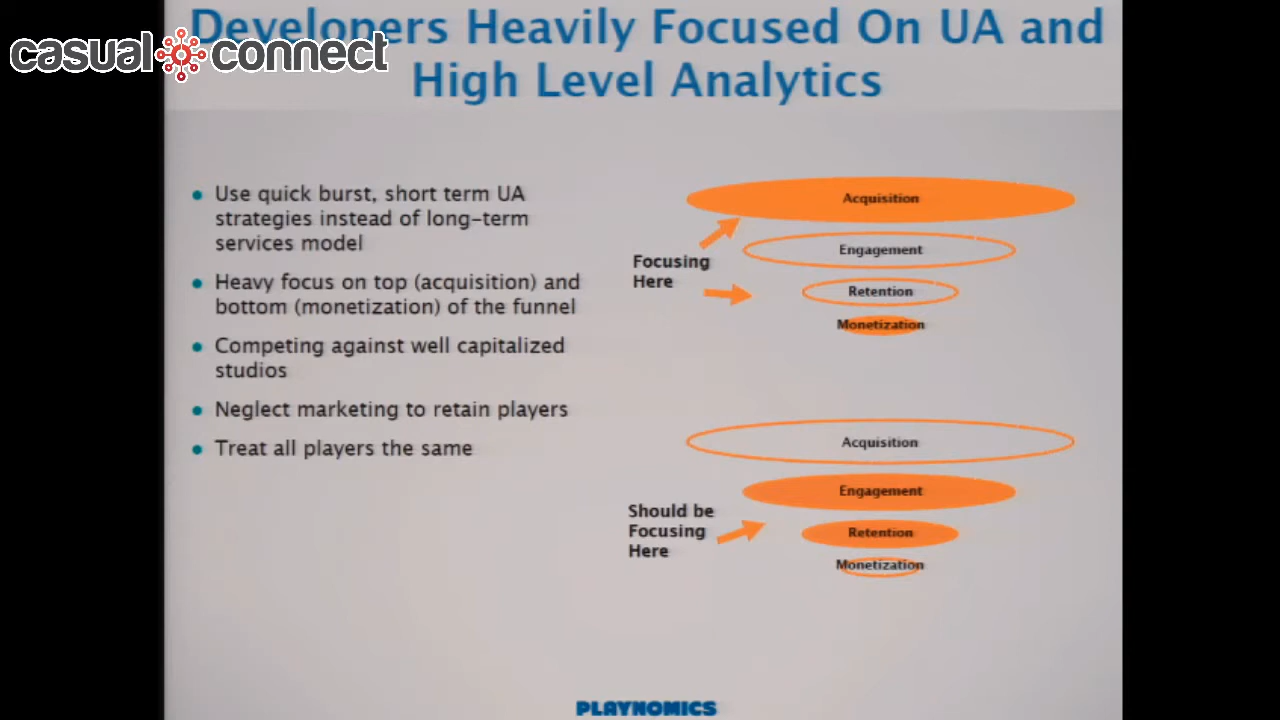 Developers Heavily Focused On UA and
High Level Analytics
casual connect
Use quick burst, short term UA
strategies instead of long-term
services model
Heavy focus on top (acquisition) and
bottom (monetization) of the funnel
Competing against well capitalized
studios
Neglect marketing to retain players
Treat all players the same
Acquisition
Engagement
Focusing
Here
Retention
Monetization
Acquisition
Engagement
Should be
Focusing
Here
Retention
Monetization
PLAYNOMICS